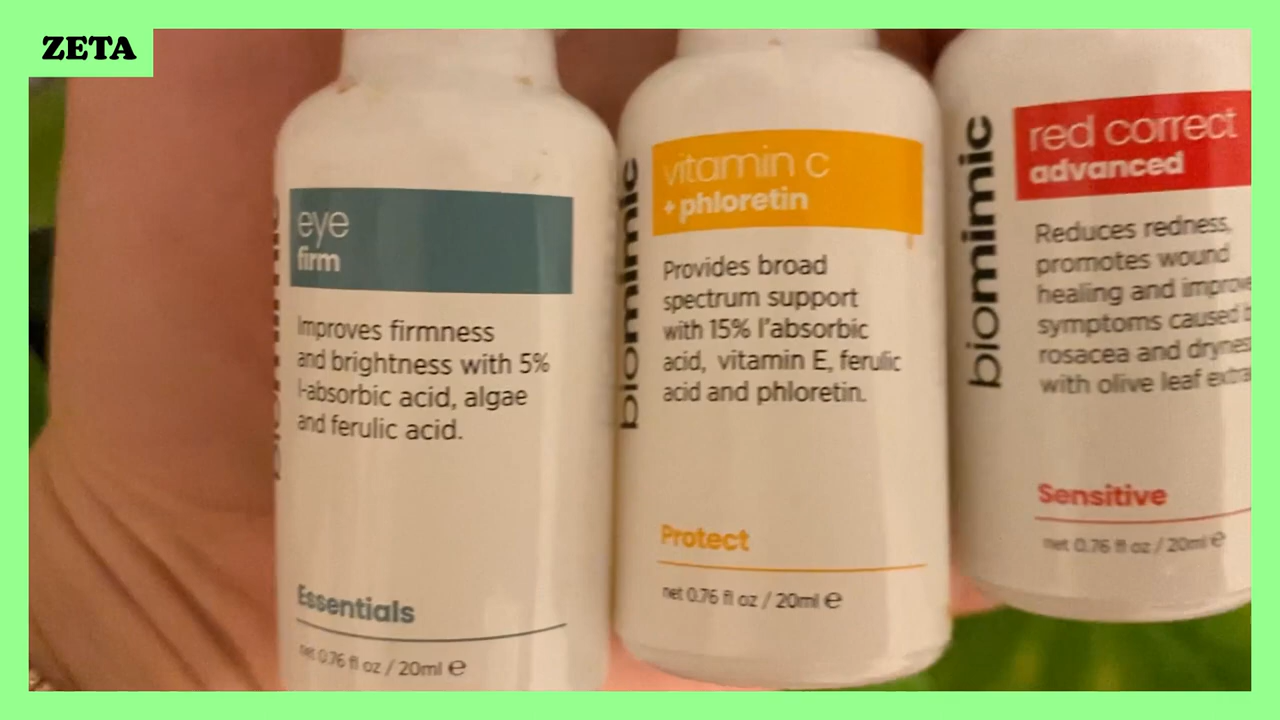 ZETA
eye
firm
Improves firmness
and brightness with 5%
l-absorbic acid, algae
and ferulic acid.
Essentials
net 0.76 fl oz / 20ml ℮
biomimic
vitamin c
+ phloretin
Provides broad
spectrum support
with 15% l'absorbic
acid, vitamin E, ferulic
acid and phloretin.
Protect
net 0.76 fl oz / 20ml ℮
biomimic
red correct
advanced
Reduces redness,
promotes wound
healing and improve
symptoms caused b
rosacea and drynes
with olive leaf extra
Sensitive
net 0.76 fl oz / 20ml ℮